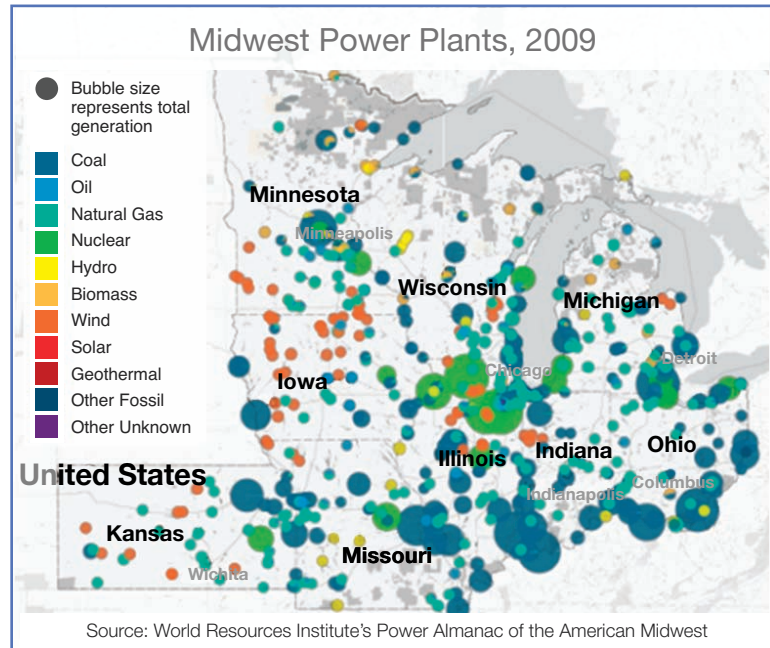 Midwest Power Plants, 2009
Bubble size
represents total
generation
Coal
Oil
Natural Gas
Nuclear
Hydro
Biomass
Wind
Solar
Geothermal
Other Fossil
Other Unknown
Minnesota
Minneapolis
Wisconsin
Michigan
Detroit
Chicago
Iowa
Illinois
Indiana
Ohio
Columbus
Indianapolis
United States
Kansas
Wichita
Missouri
Source: World Resources Institute's Power Almanac of the American Midwest